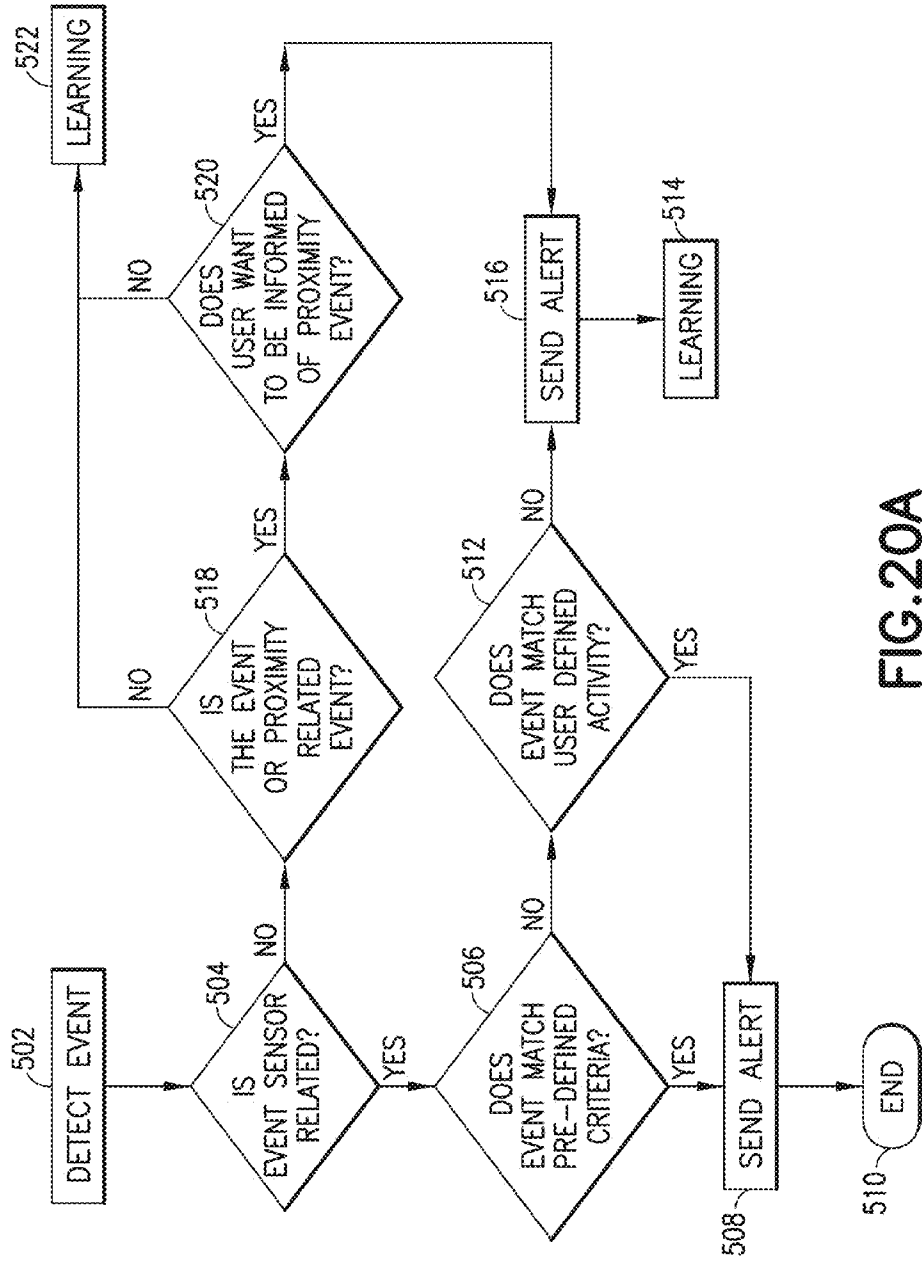 502
DETECT EVENT
504
IS
EVENT SENSOR
RELATED?
NO
YES
518
IS
THE EVENT
OR PROXIMITY
RELATED
EVENT?
NO
YES
520
DOES
USER WANT
TO BE INFORMED
OF PROXIMITY
EVENT?
NO
YES
522
LEARNING
506
DOES
EVENT MATCH
PRE-DEFINED
CRITERIA?
NO
YES
512
DOES
EVENT MATCH
USER DEFINED
ACTIVITY?
NO
YES
516
SEND ALERT
514
LEARNING
508
SEND ALERT
510
END
FIG.20A